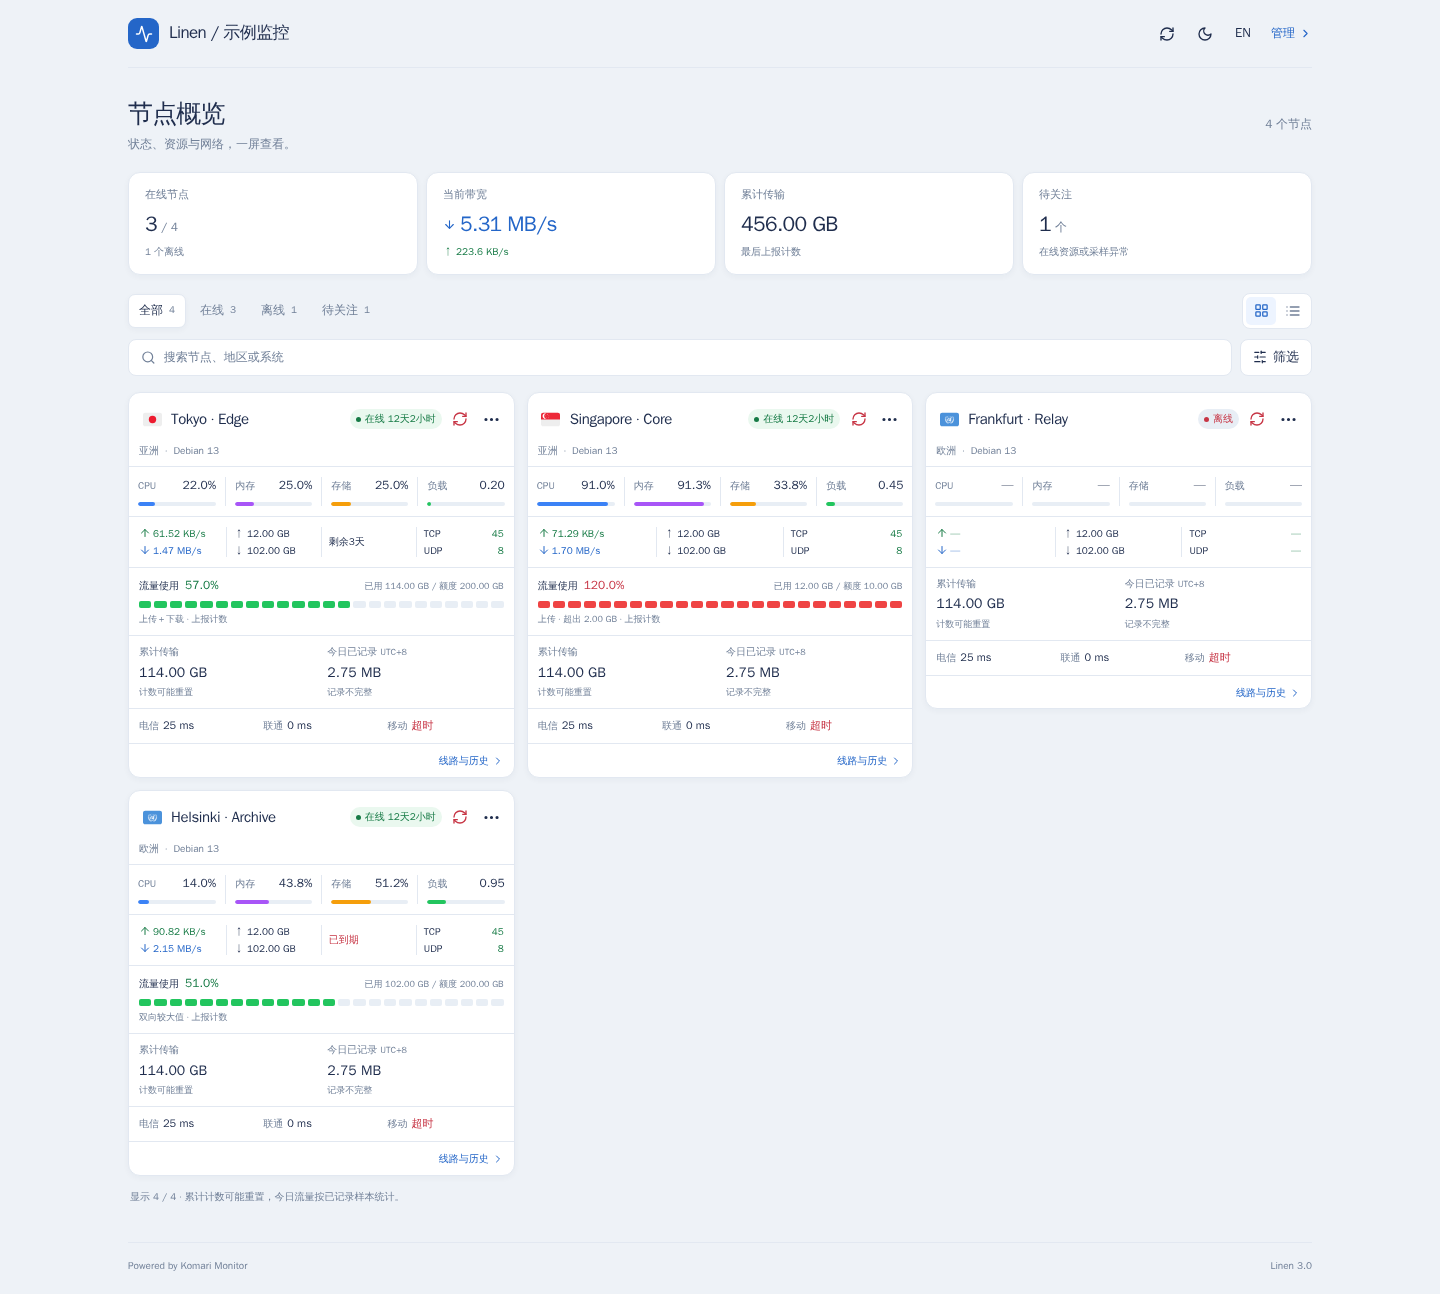 Linen / 示例监控
EN 管理
节点概览
状态、资源与网络，一屏查看。
4 个节点
在线节点
3 / 4
1 个离线
当前带宽
↓ 5.31 MB/s
↑ 223.6 KB/s
累计传输
456.00 GB
最后上报计数
待关注
1 个
在线资源或采样异常
全部 4 在线 3 离线 1 待关注 1
搜索节点、地区或系统
筛选
Tokyo · Edge 在线 12天2小时
亚洲 · Debian 13
CPU 22.0% 内存 25.0% 存储 25.0% 负载 0.20
↑ 61.52 KB/s ↑ 12.00 GB 剩余3天 TCP 45
↓ 1.47 MB/s ↓ 102.00 GB UDP 8
流量使用 57.0% 已用 114.00 GB / 额度 200.00 GB
上传 + 下载 · 上报计数
累计传输 今日已记录 UTC+8
114.00 GB 2.75 MB
计数可能重置 记录不完整
电信 25 ms 联通 0 ms 移动 超时
线路与历史
Singapore · Core 在线 12天2小时
亚洲 · Debian 13
CPU 91.0% 内存 91.3% 存储 33.8% 负载 0.45
↑ 71.29 KB/s ↑ 12.00 GB TCP 45
↓ 1.70 MB/s ↓ 102.00 GB UDP 8
流量使用 120.0% 已用 12.00 GB / 额度 10.00 GB
上传 · 超出 2.00 GB · 上报计数
累计传输 今日已记录 UTC+8
114.00 GB 2.75 MB
计数可能重置 记录不完整
电信 25 ms 联通 0 ms 移动 超时
线路与历史
Frankfurt · Relay 离线
欧洲 · Debian 13
CPU — 内存 — 存储 — 负载 —
↑ — ↑ 12.00 GB TCP —
↓ — ↓ 102.00 GB UDP —
累计传输 今日已记录 UTC+8
114.00 GB 2.75 MB
计数可能重置 记录不完整
电信 25 ms 联通 0 ms 移动 超时
线路与历史
Helsinki · Archive 在线 12天2小时
欧洲 · Debian 13
CPU 14.0% 内存 43.8% 存储 51.2% 负载 0.95
↑ 90.82 KB/s ↑ 12.00 GB 已到期 TCP 45
↓ 2.15 MB/s ↓ 102.00 GB UDP 8
流量使用 51.0% 已用 102.00 GB / 额度 200.00 GB
双向较大值 · 上报计数
累计传输 今日已记录 UTC+8
114.00 GB 2.75 MB
计数可能重置 记录不完整
电信 25 ms 联通 0 ms 移动 超时
线路与历史
显示 4 / 4 · 累计计数可能重置，今日流量按已记录样本统计。
Powered by Komari Monitor
Linen 3.0